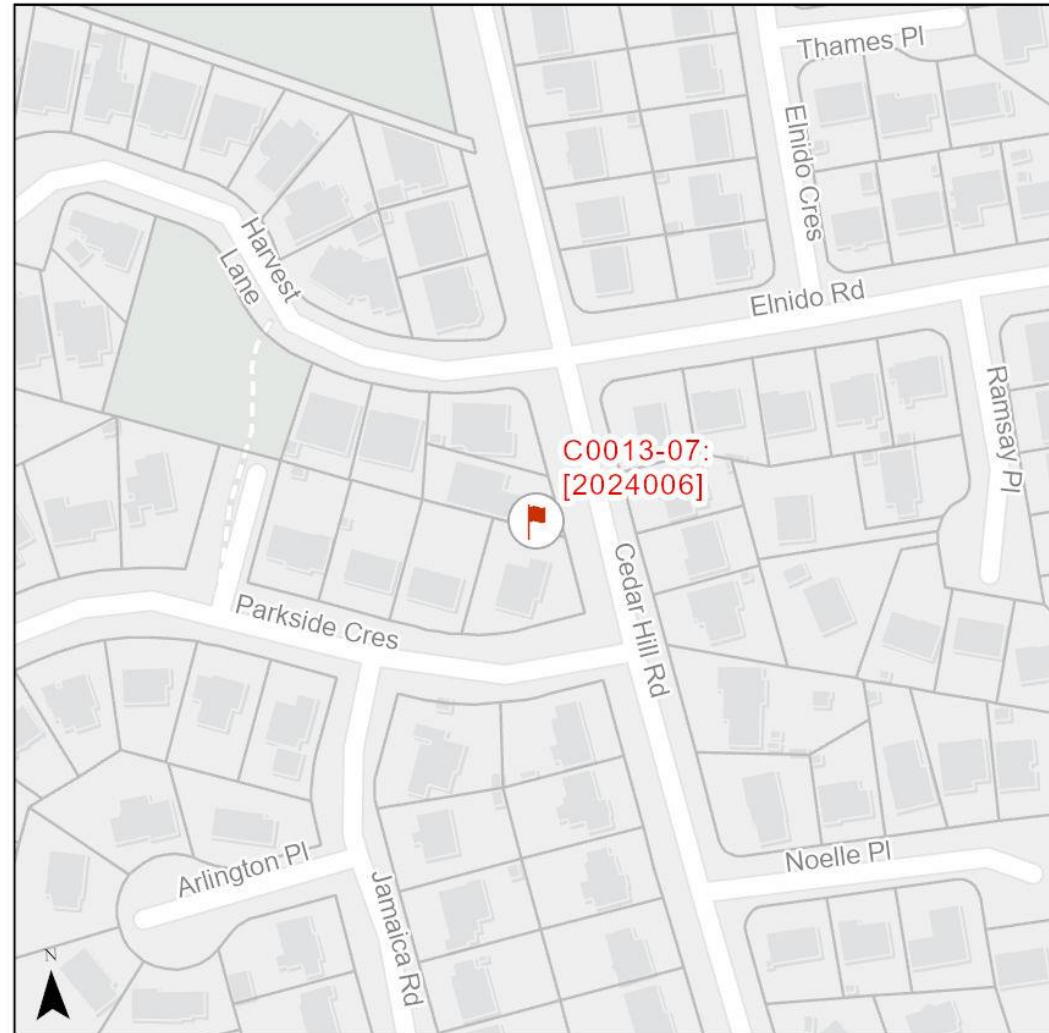 Thames Pl
Elnido Cres
Harvest
Lane
Elnido Rd
Ramsay Pl
C0013-07:
[2024006]
Cedar Hill Rd
Parkside Cres
Noelle Pl
Arlington Pl
Jamaica Rd
N